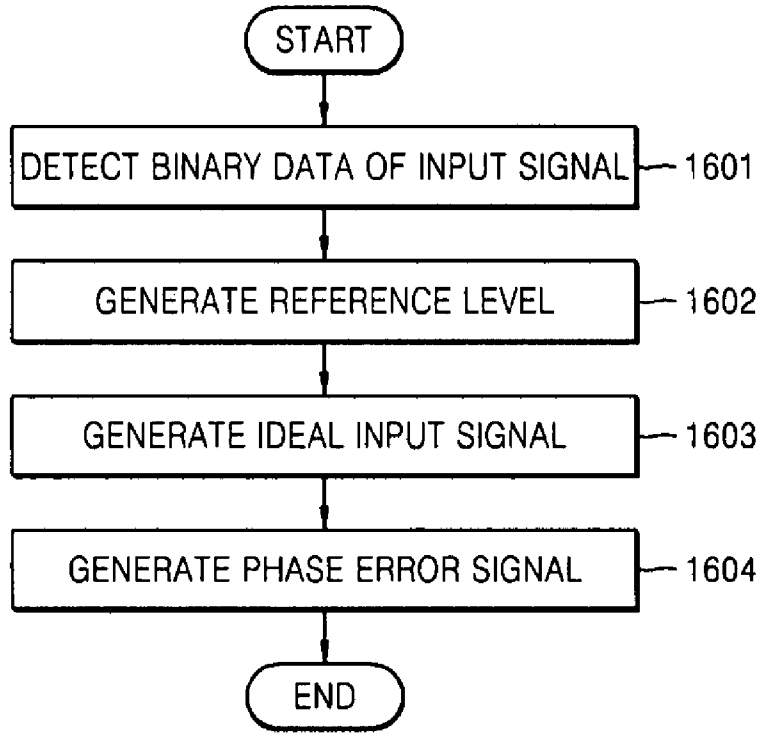 START
DETECT BINARY DATA OF INPUT SIGNAL 1601
GENERATE REFERENCE LEVEL 1602
GENERATE IDEAL INPUT SIGNAL 1603
GENERATE PHASE ERROR SIGNAL 1604
END